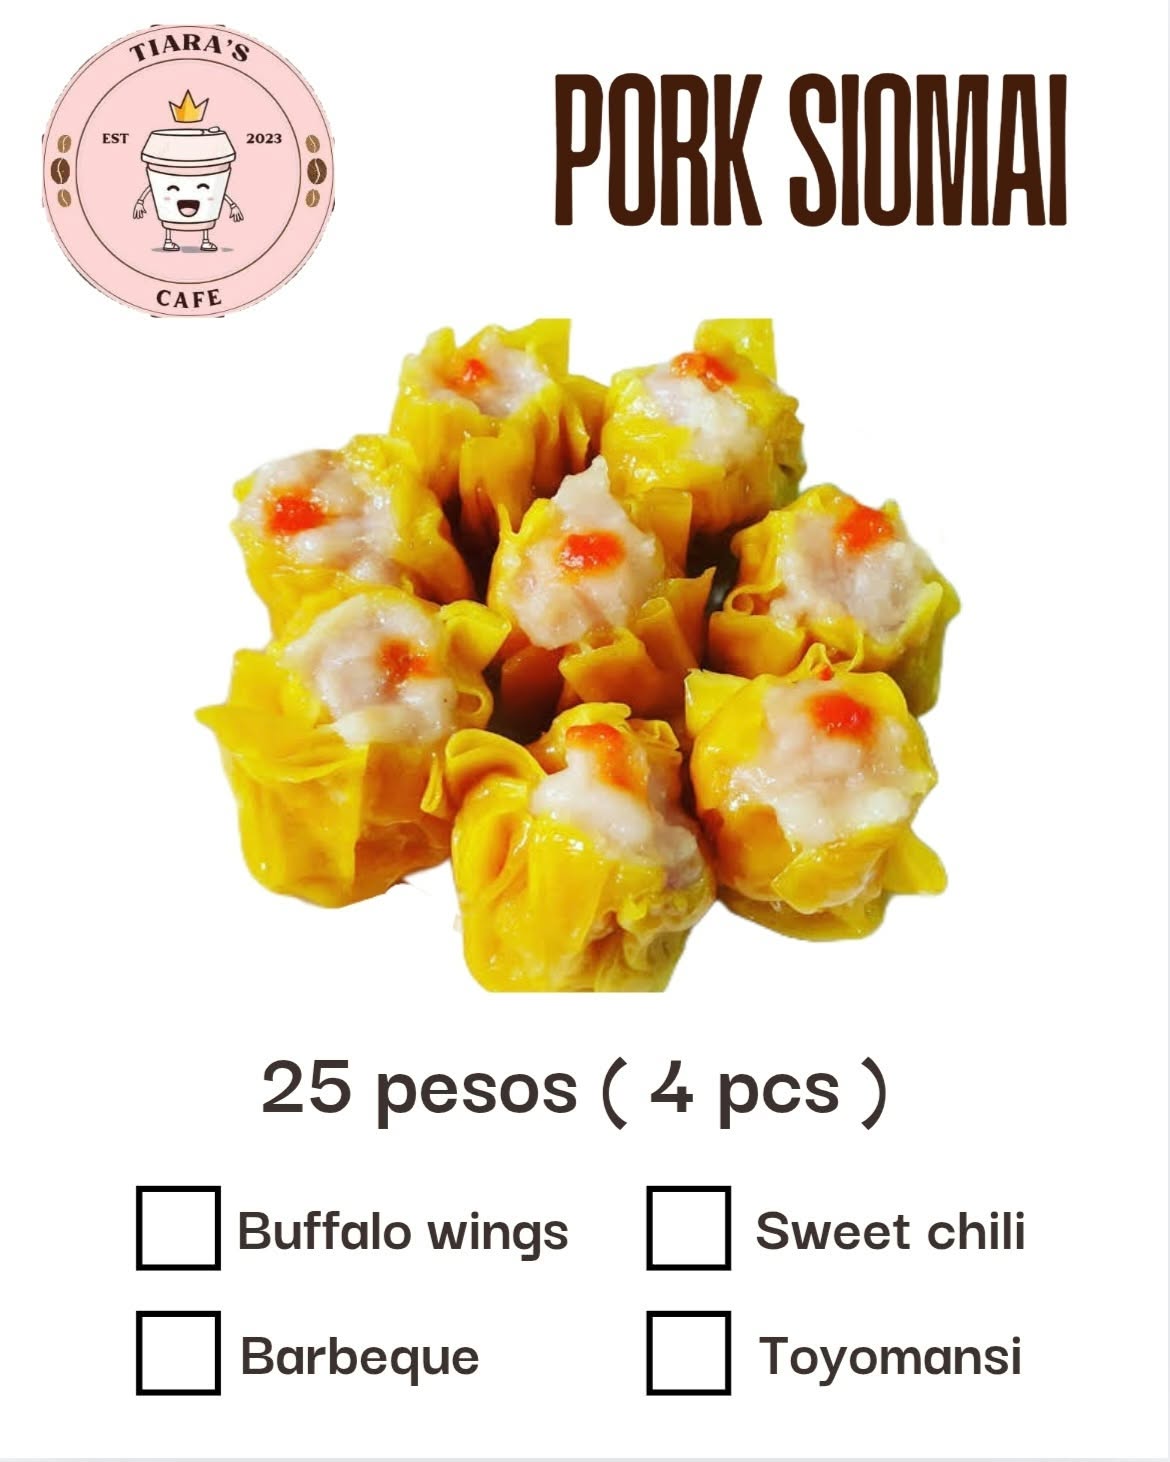 TIARA'S
EST 2023
CAFE
PORK SIOMAI
25 pesos ( 4 pcs )
Buffalo wings
Sweet chili
Barbeque
Toyomansi